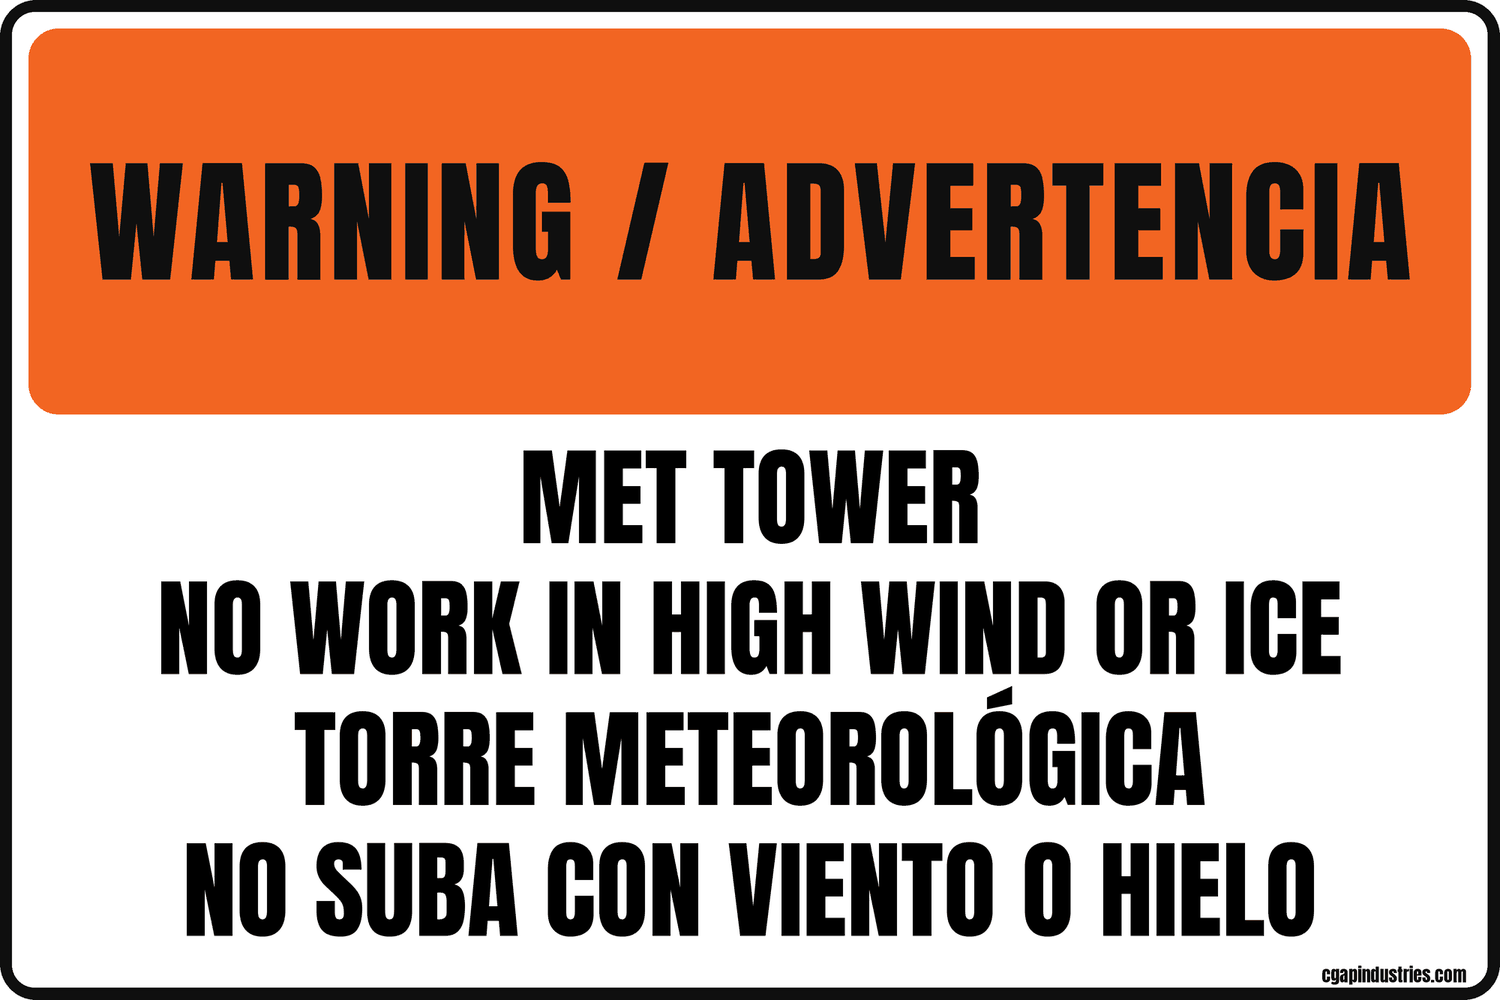 WARNING / ADVERTENCIA
MET TOWER
NO WORK IN HIGH WIND OR ICE
TORRE METEOROLÓGICA
NO SUBA CON VIENTO O HIELO
cgapindustries.com